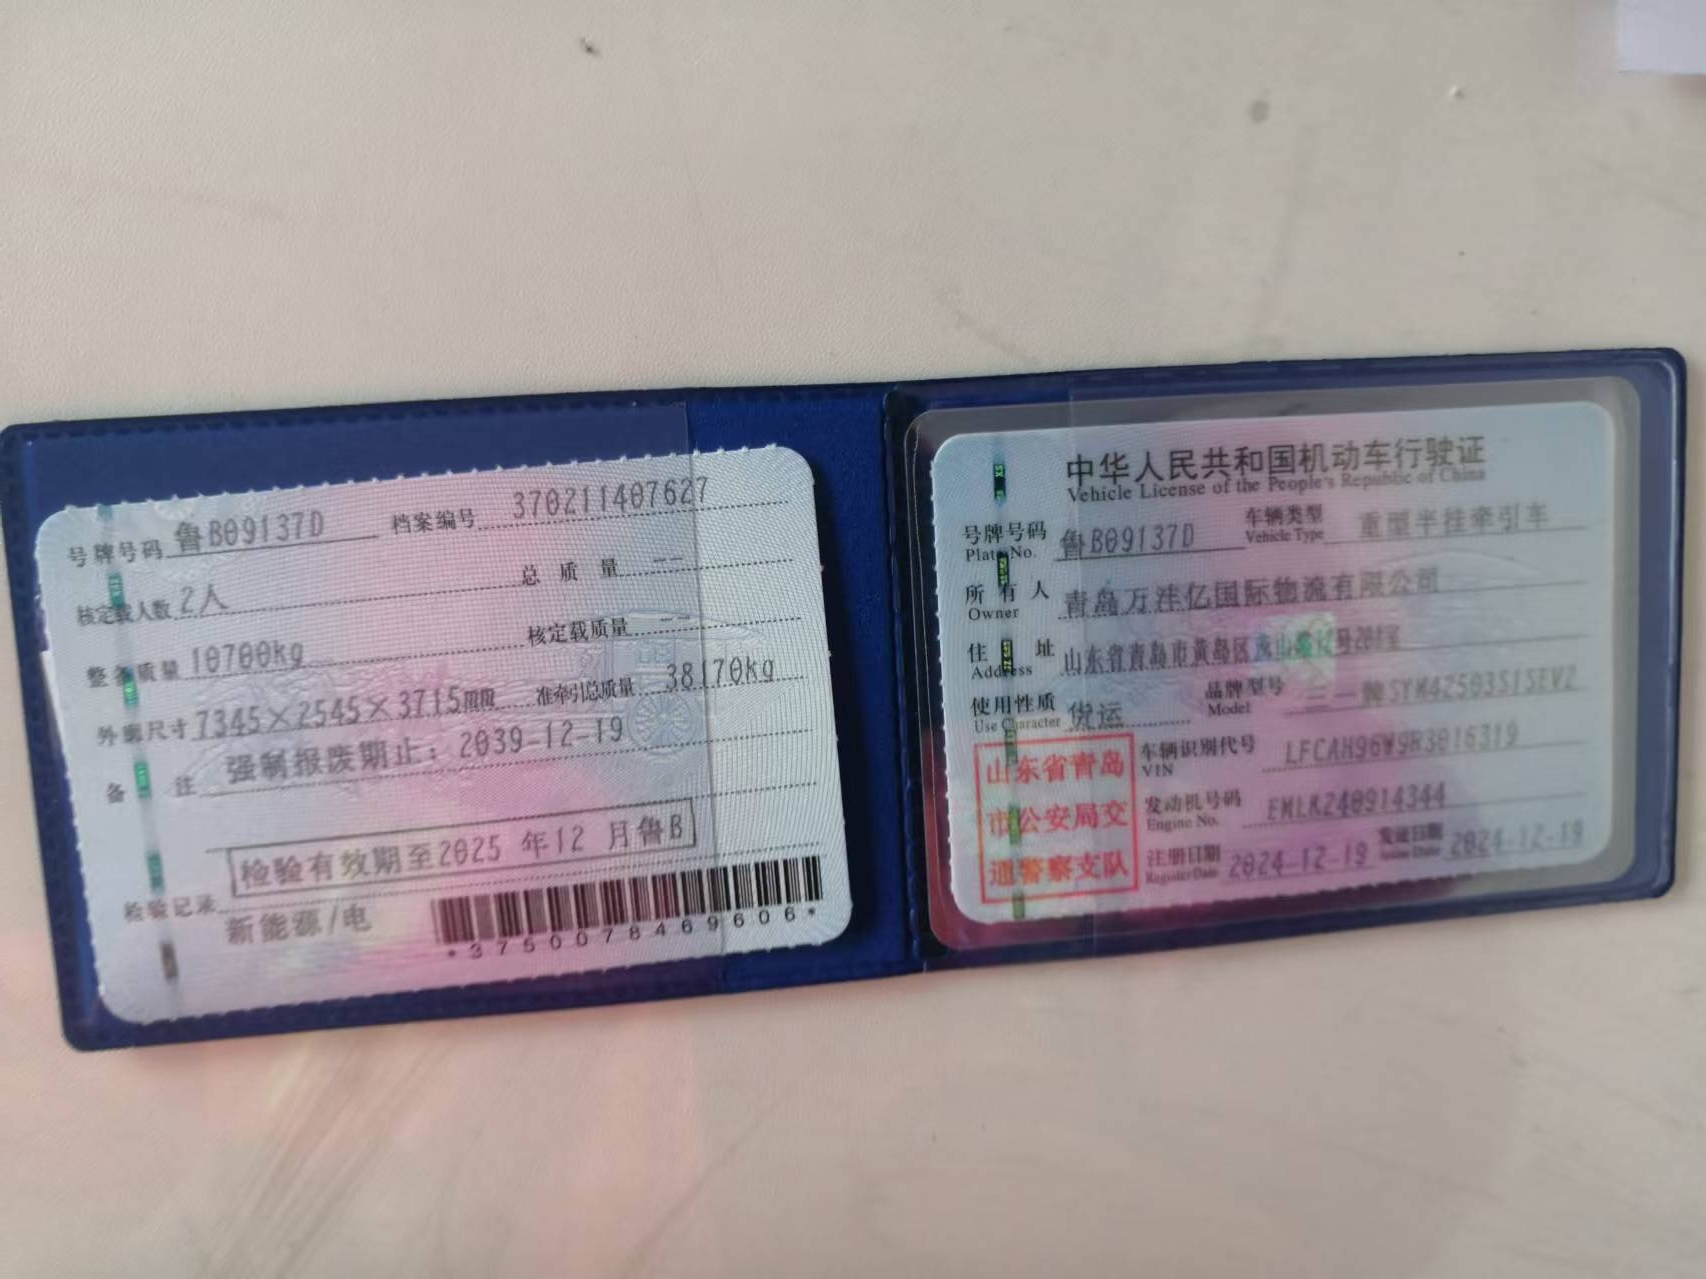 号牌号码 鲁B09137D 档案编号 370211407627
核定载人数 2人 总质量 --
整备质量 10700kg 核定载质量 --
外廓尺寸 7345×2545×3715mm 准牵引总质量 38170kg
备注 强制报废期止：2039-12-19
检验有效期至2025年12月鲁B
检验记录
新能源/电
*3750078469606*
中华人民共和国机动车行驶证
Vehicle License of the People's Republic of China
号牌号码 鲁B09137D 车辆类型 重型半挂牵引车
Plate No. Vehicle Type
所有人 青岛万沣亿国际物流有限公司
Owner
住址 山东省青岛市黄岛区
Address
使用性质 货运 品牌型号 三一牌SYM42503S1SEV2
Use Character Model
车辆识别代号 LFCAH96W9R3016319
VIN
发动机号码 EMLK240914344
Engine No.
注册日期 2024-12-19 发证日期 2024-12-19
Register Date Issue Date
山东省青岛
市公安局交
通警察支队